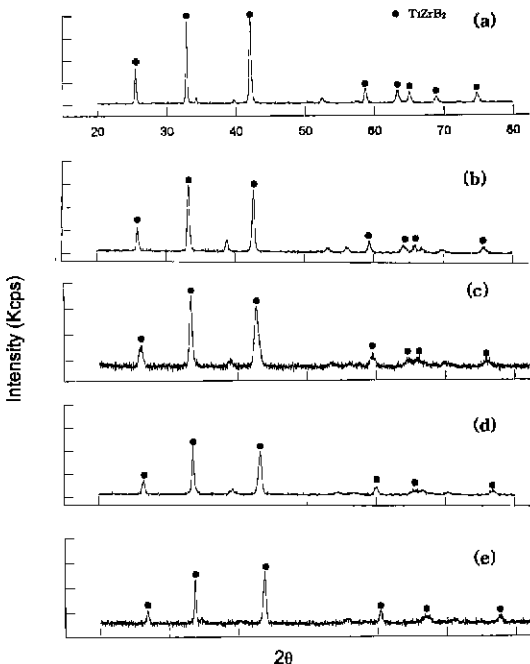 ● TiZrB₂
(a)
20 30 40 50 60 70 80
(b)
(c)
(d)
(e)
Intensity (Kcps)
2θ